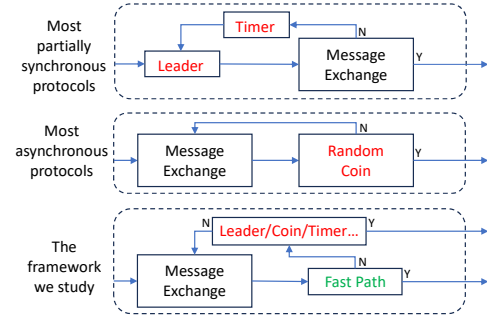 Most
partially
synchronous
protocols
Timer
N
Leader
Message
Exchange
Y
Most
asynchronous
protocols
N
Message
Exchange
Random
Coin
Y
The
framework
we study
N
Leader/Coin/Timer...
Y
Message
Exchange
N
Fast Path
Y